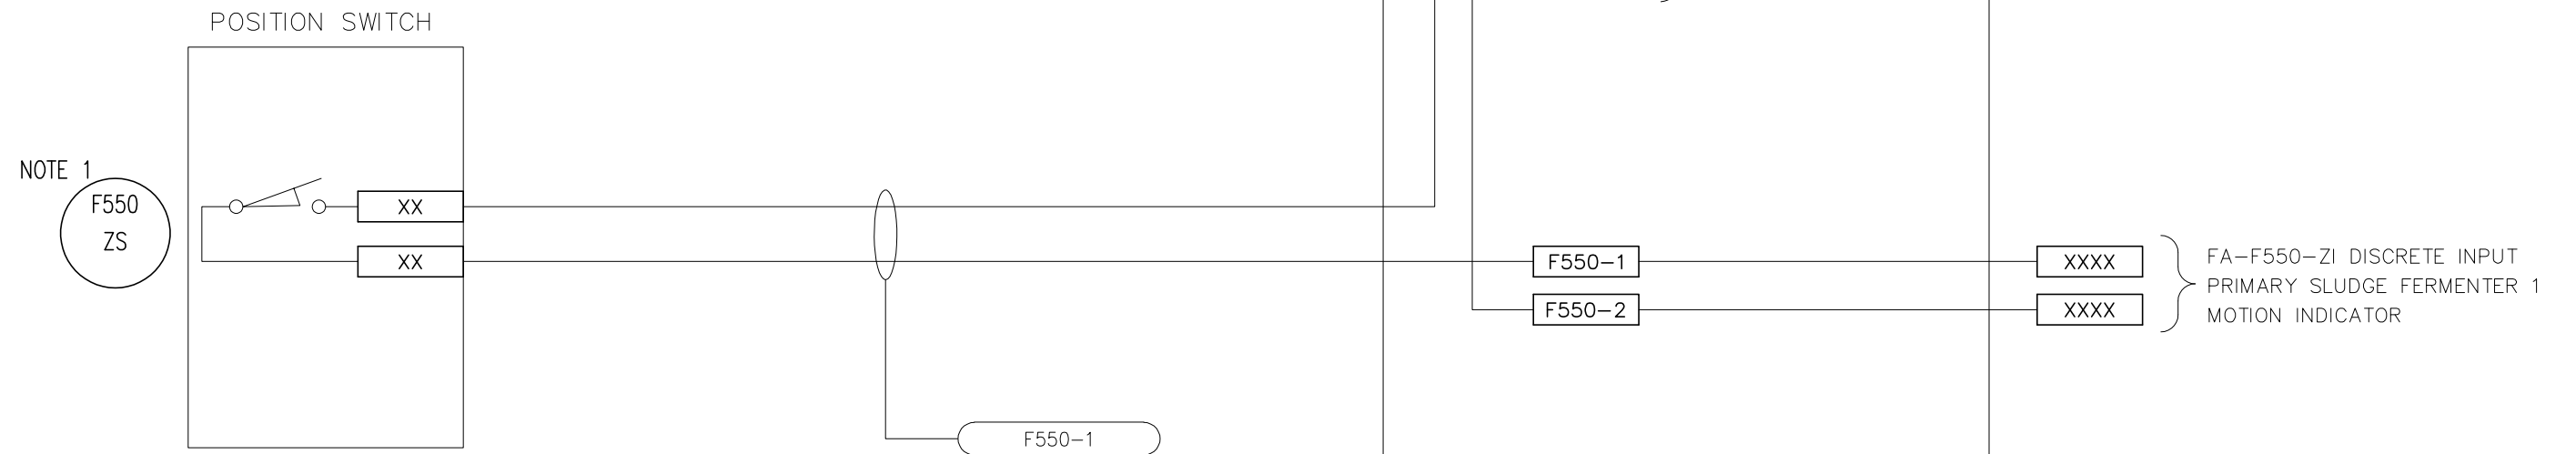 POSITION SWITCH
NOTE 1
F550
ZS
XX
XX
F550-1
F550-2
XXXX
XXXX
FA-F550-ZI DISCRETE INPUT
PRIMARY SLUDGE FERMENTER 1
MOTION INDICATOR
F550-1